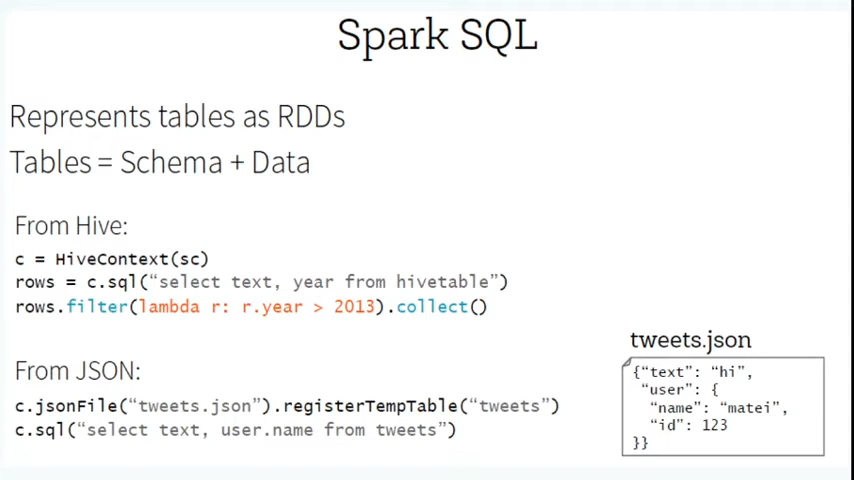 Spark SQL
Represents tables as RDDs
Tables = Schema + Data
From Hive:
c = HiveContext(sc)
rows = c.sql(“select text, year from hivetable”)
rows.filter(lambda r: r.year > 2013).collect()
From JSON:
c.jsonFile(“tweets.json”).registerTempTable(“tweets”)
c.sql(“select text, user.name from tweets”)
tweets.json
{“text”: “hi”,
“user”: {
“name”: “matei”,
“id”: 123
}}